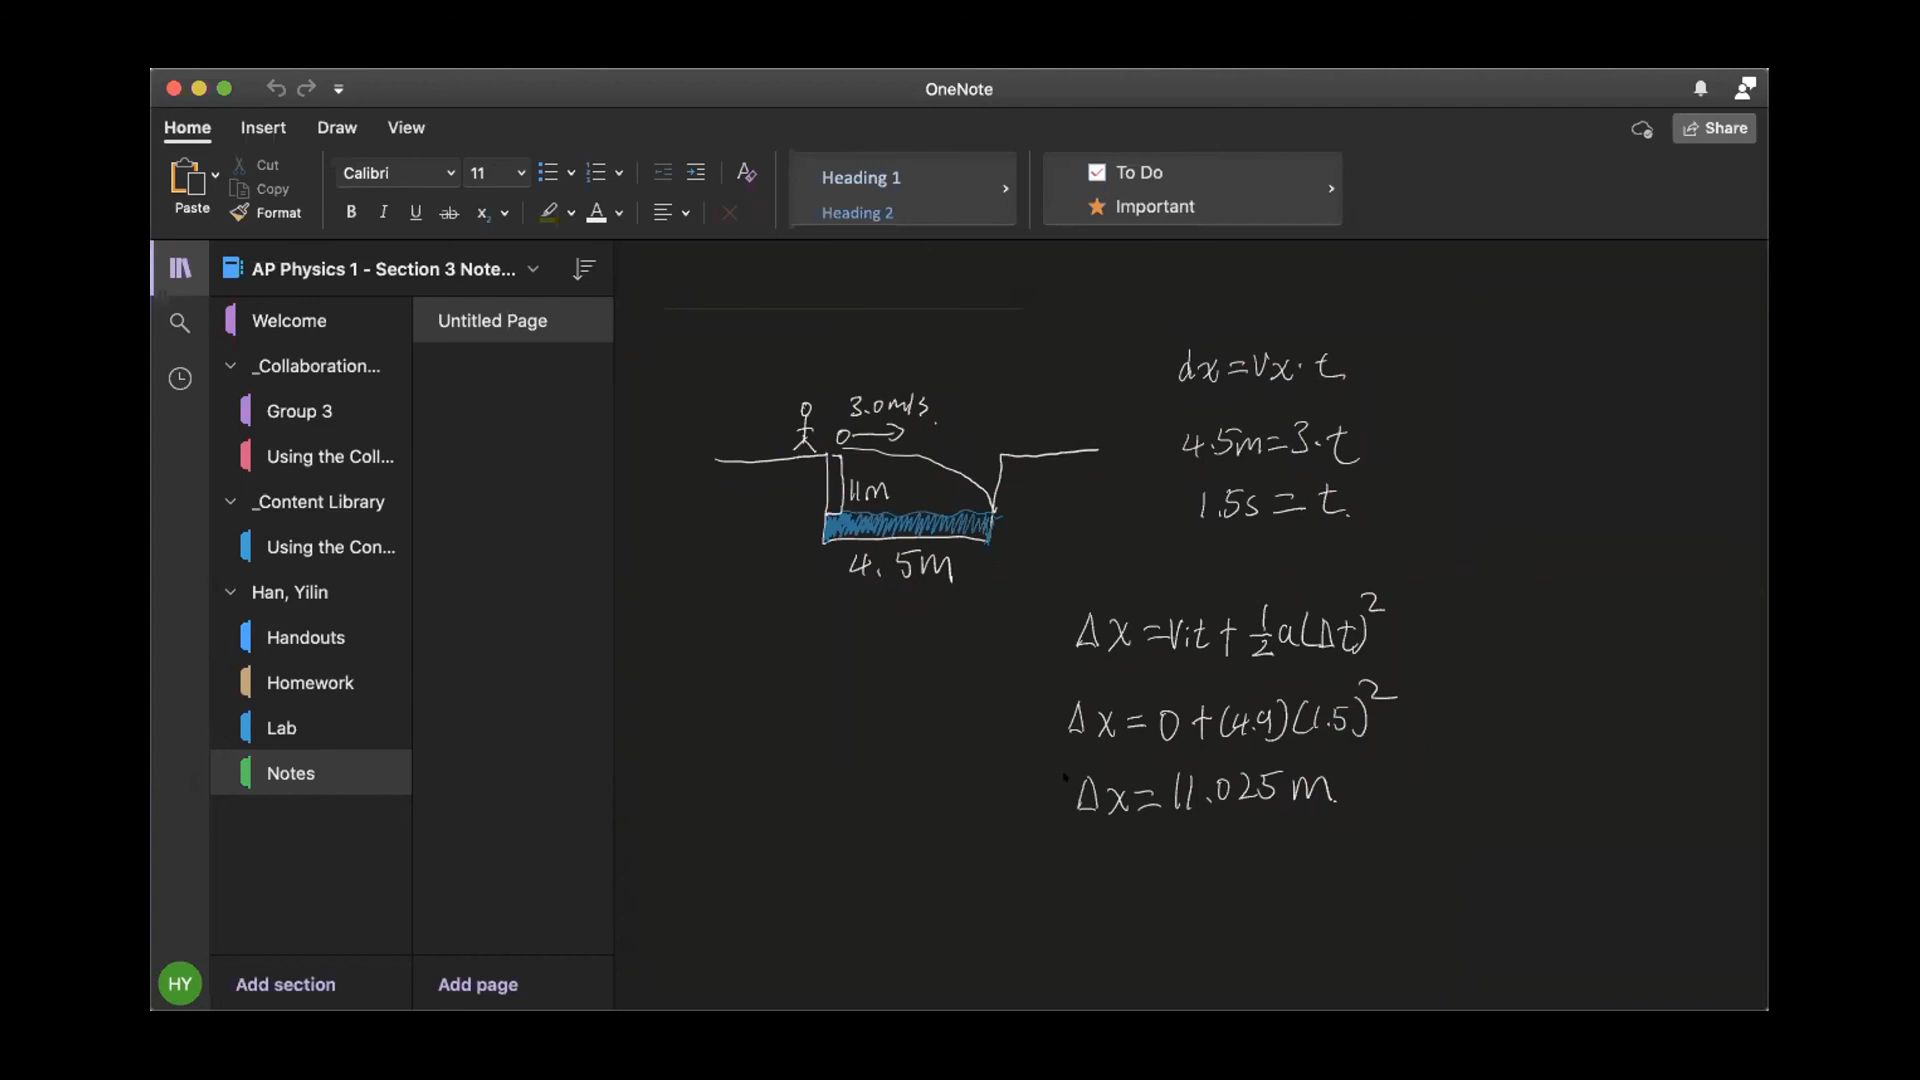 OneNote
Home Insert Draw View
Share
Paste
Cut
Copy
Format
Calibri 11
B I U ab x₂ A
Heading 1
Heading 2
To Do
Important
AP Physics 1 - Section 3 Note...
Welcome
_Collaboration...
Group 3
Using the Coll...
_Content Library
Using the Con...
Han, Yilin
Handouts
Homework
Lab
Notes
Add section
HY
Untitled Page
Add page
3.0m/s.
11m
4.5m
dx=Vx·t
4.5m=3·t
1.5s=t.
Δx=Vit+½a(Δt)²
Δx=0+(4.9)(1.5)²
Δx=11.025m.